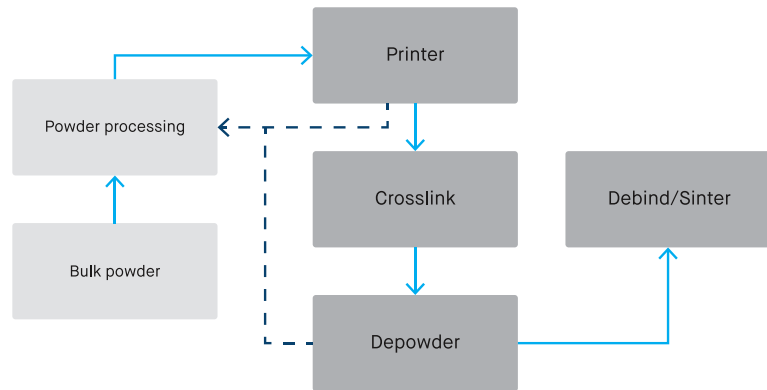 Printer
Powder processing
Crosslink
Debind/Sinter
Bulk powder
Depowder